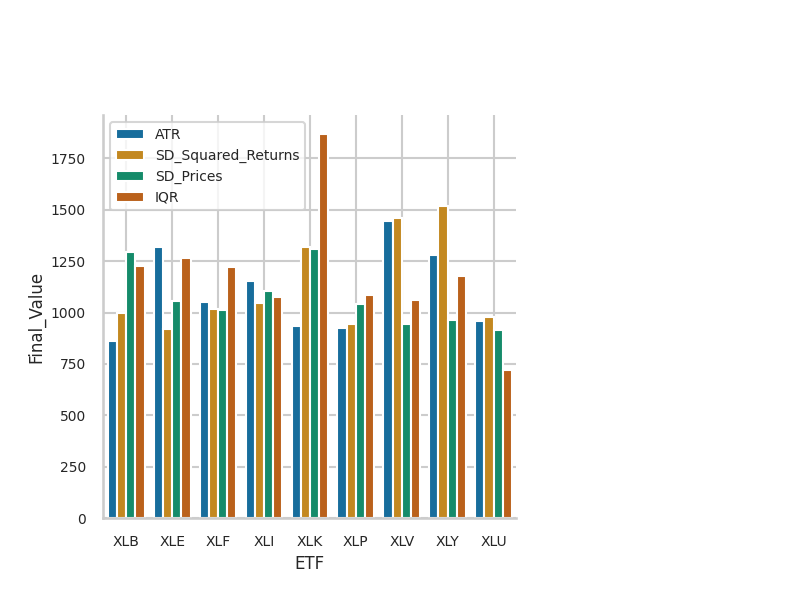 ATR
SD_Squared_Returns
SD_Prices
IQR
Final_Value
1750
1500
1250
1000
750
500
250
0
XLB XLE XLF XLI XLK XLP XLV XLY XLU
ETF